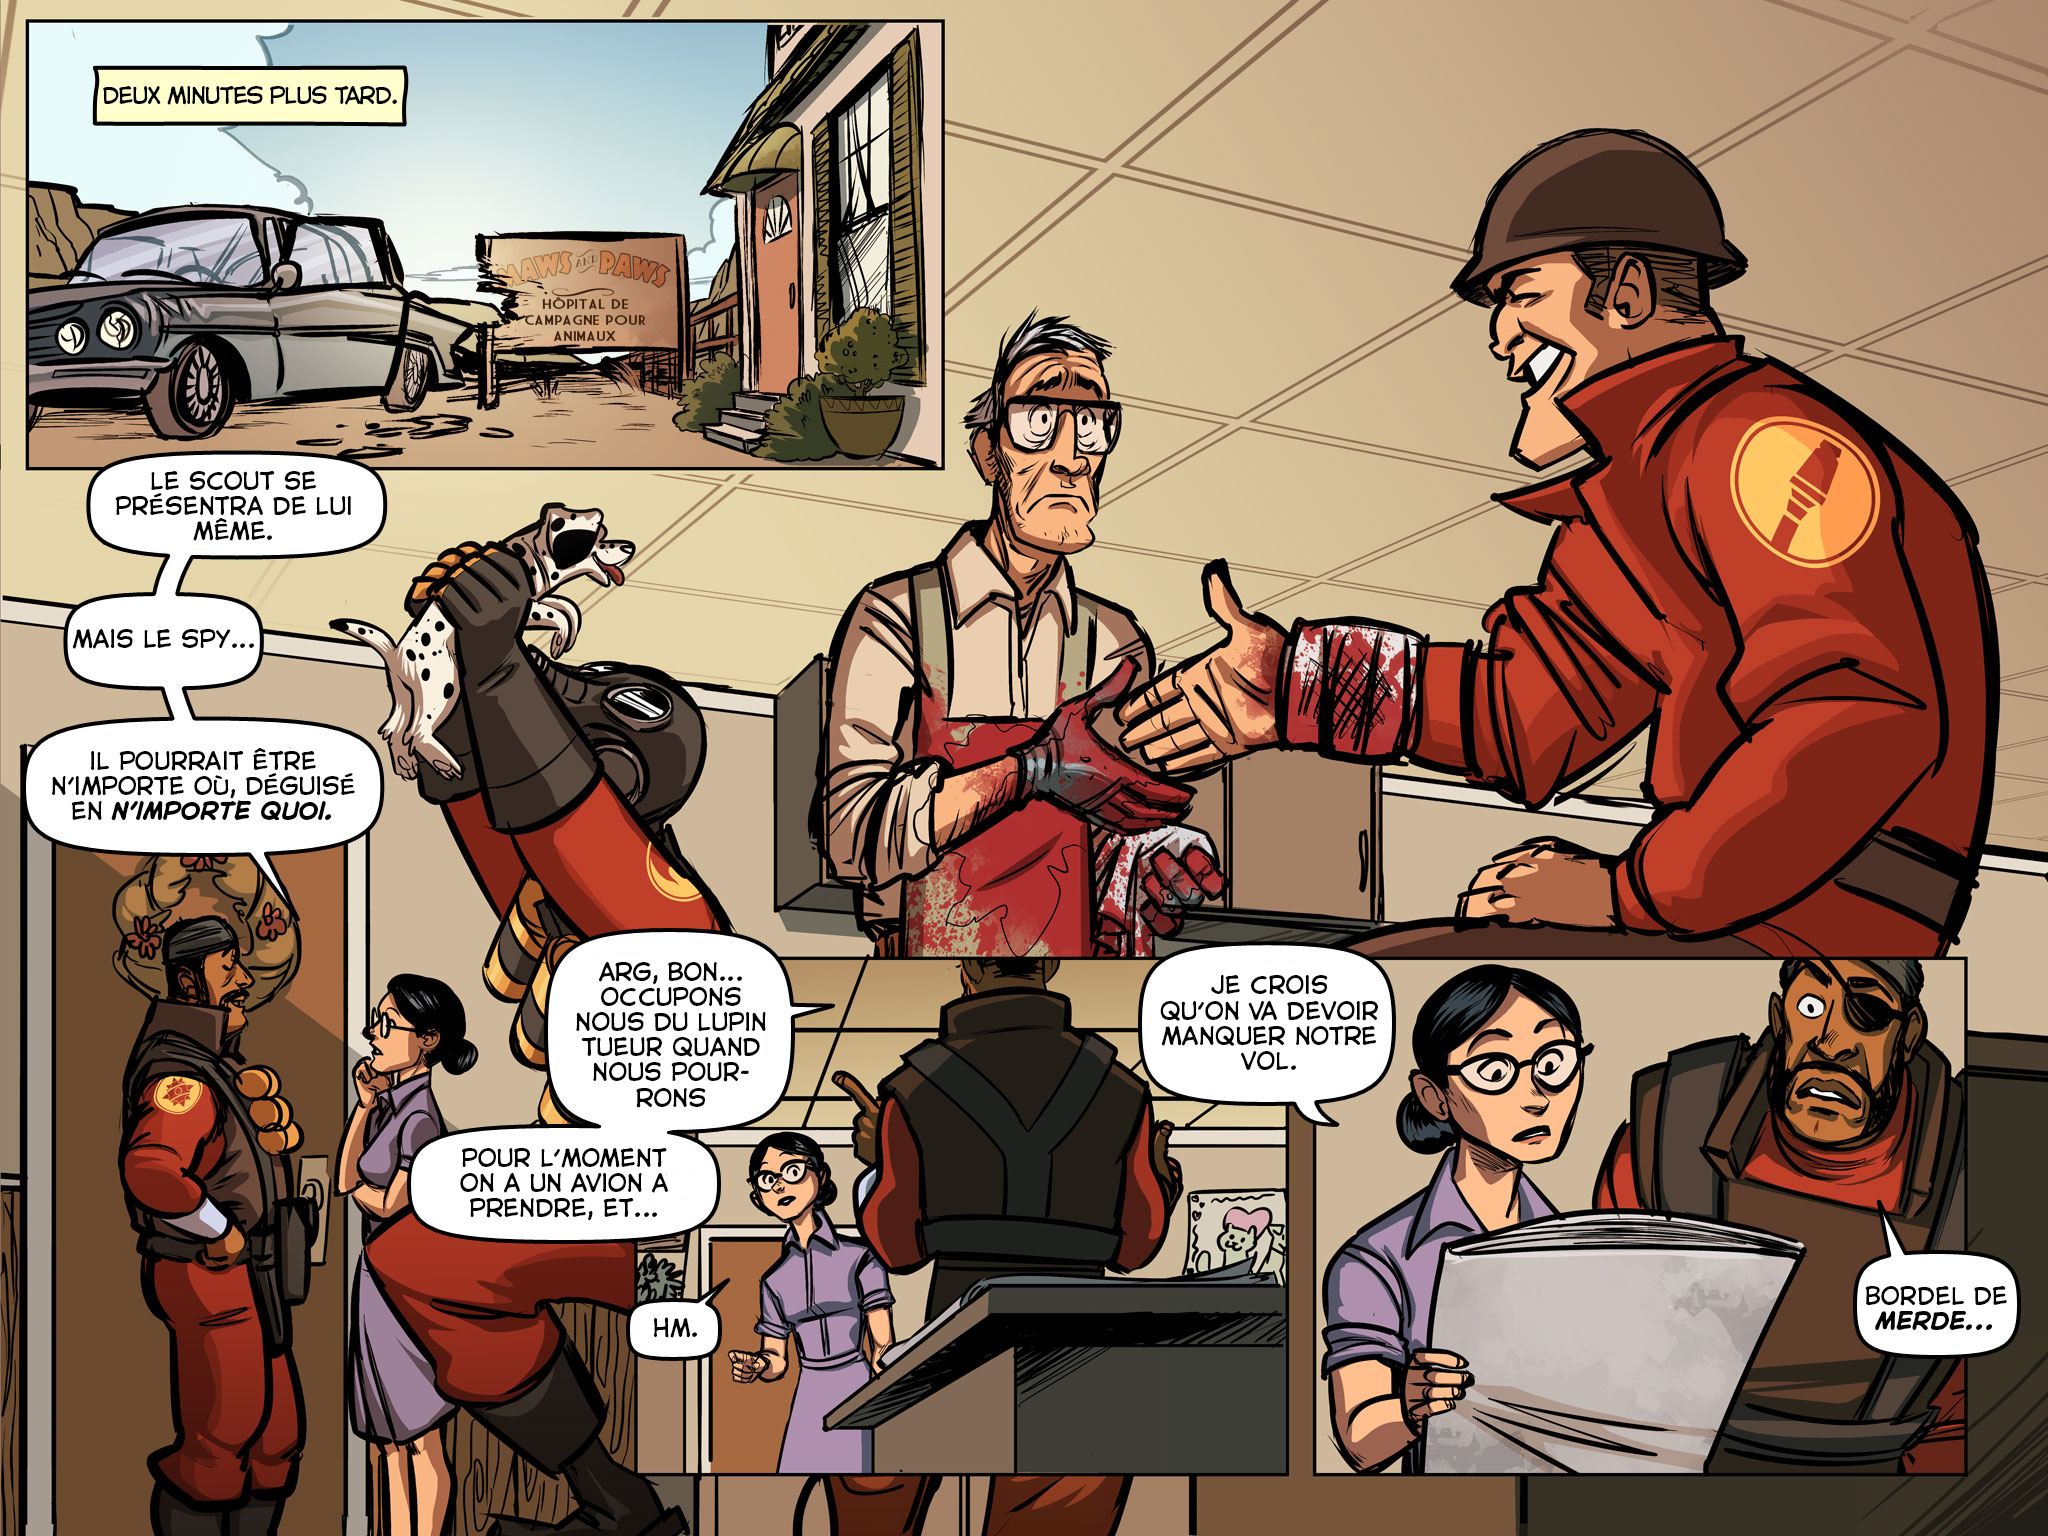 DEUX MINUTES PLUS TARD.
MAWS AND PAWS
HÔPITAL DE
CAMPAGNE POUR
ANIMAUX
LE SCOUT SE
PRÉSENTRA DE LUI
MÊME.
MAIS LE SPY...
IL POURRAIT ÊTRE
N'IMPORTE OÙ, DÉGUISÉ
EN N'IMPORTE QUOI.
ARG, BON...
OCCUPONS
NOUS DU LUPIN
TUEUR QUAND
NOUS POUR-
RONS
POUR L'MOMENT
ON A UN AVION A
PRENDRE, ET...
HM.
JE CROIS
QU'ON VA DEVOIR
MANQUER NOTRE
VOL.
BORDEL DE
MERDE...